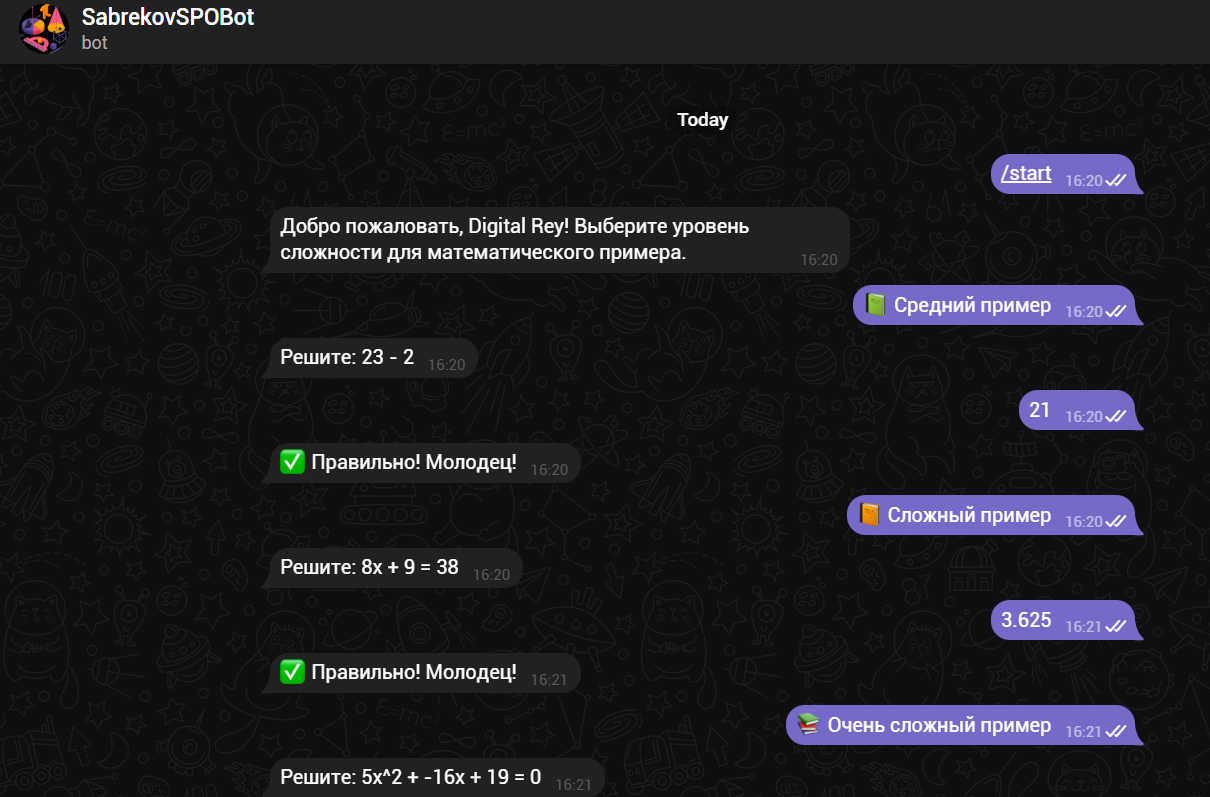 SabrekovSPOBot
bot
Today
/start 16:20
Добро пожаловать, Digital Rey! Выберите уровень
сложности для математического примера. 16:20
Средний пример 16:20
Решите: 23 - 2 16:20
21 16:20
Правильно! Молодец! 16:20
Сложный пример 16:20
Решите: 8x + 9 = 38 16:20
3.625 16:21
Правильно! Молодец! 16:21
Очень сложный пример 16:21
Решите: 5x^2 + -16x + 19 = 0 16:21